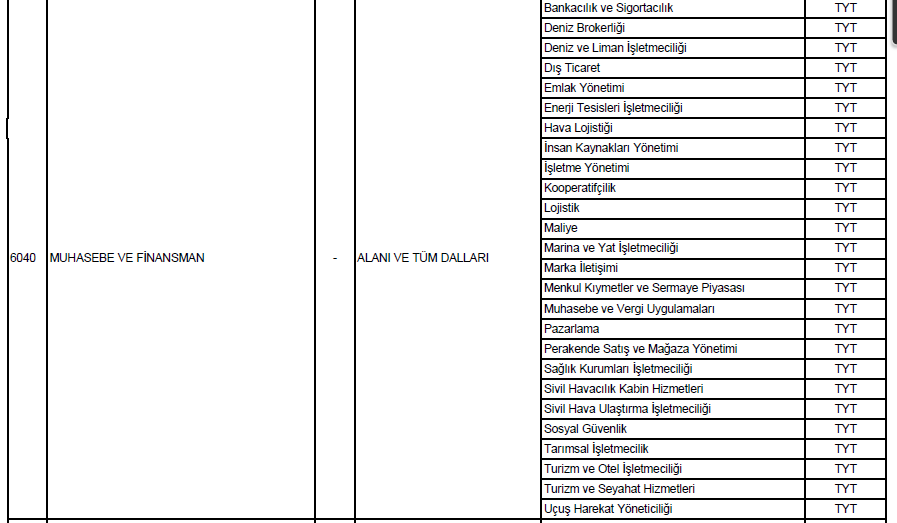 Bankacılık ve Sigortacılık TYT
Deniz Brokerliği TYT
Deniz ve Liman İşletmeciliği TYT
Dış Ticaret TYT
Emlak Yönetimi TYT
Enerji Tesisleri İşletmeciliği TYT
Hava Lojistiği TYT
İnsan Kaynakları Yönetimi TYT
İşletme Yönetimi TYT
Kooperatifçilik TYT
Lojistik TYT
Maliye TYT
Marina ve Yat İşletmeciliği TYT
6040 MUHASEBE VE FİNANSMAN - ALANI VE TÜM DALLARI
Marka İletişimi TYT
Menkul Kıymetler ve Sermaye Piyasası TYT
Muhasebe ve Vergi Uygulamaları TYT
Pazarlama TYT
Perakende Satış ve Mağaza Yönetimi TYT
Sağlık Kurumları İşletmeciliği TYT
Sivil Havacılık Kabin Hizmetleri TYT
Sivil Hava Ulaştırma İşletmeciliği TYT
Sosyal Güvenlik TYT
Tarımsal İşletmecilik TYT
Turizm ve Otel İşletmeciliği TYT
Turizm ve Seyahat Hizmetleri TYT
Uçuş Harekat Yöneticiliği TYT